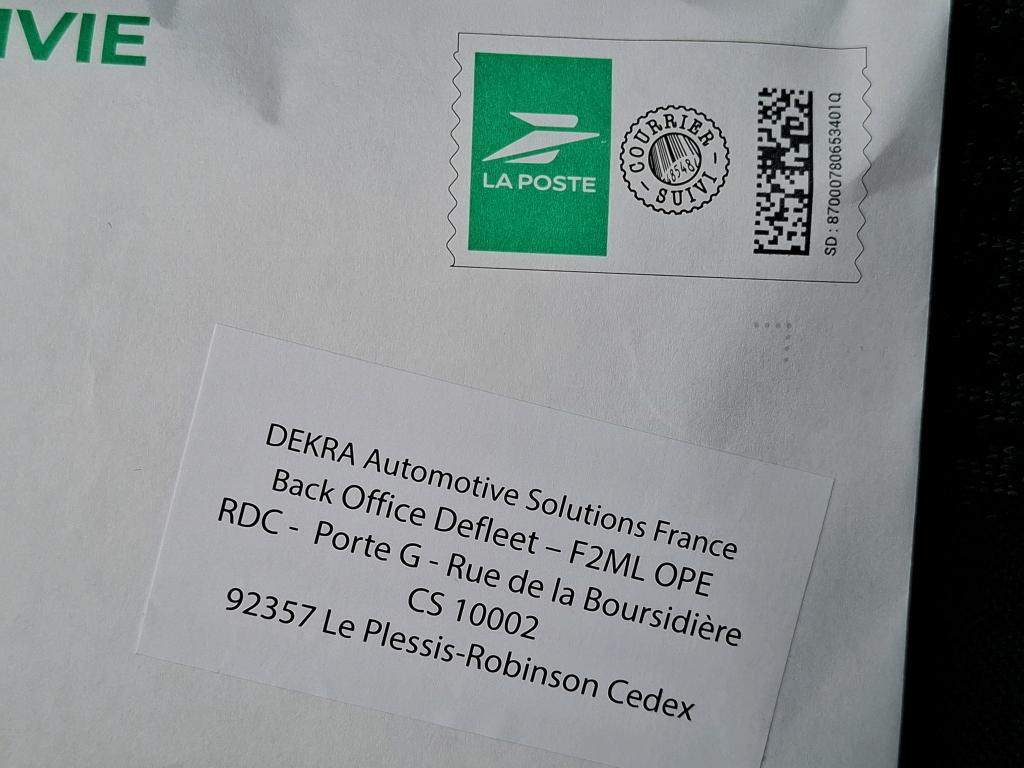 IVIE
LA POSTE
COURRIER
8548
SUIVI
SD : 87000780653401Q
DEKRA Automotive Solutions France
Back Office Defleet – F2ML OPE
RDC - Porte G - Rue de la Boursidière
CS 10002
92357 Le Plessis-Robinson Cedex